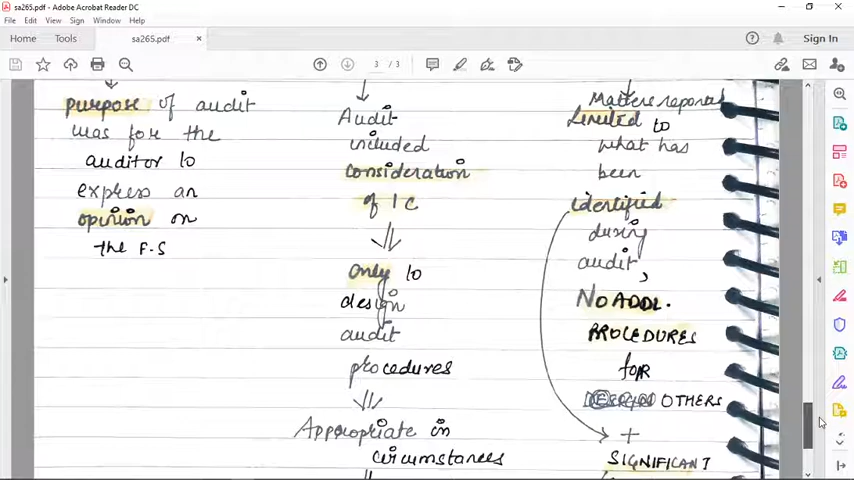 sa265.pdf - Adobe Acrobat Reader DC
File Edit View Sign Window Help
Home Tools sa265.pdf × Sign In
3 / 3
purpose of audit
was for the
auditor to
express an
opinion on
the F.S
Audit
included
consideration
of IC
only to
design
audit
procedures
Appropriate in
circumstances
Matters reported
Limited to
what has
been
identified
during
audit,
NO ADDL.
PROCEDURES
for
OTHERS
+
SIGNIFICANT